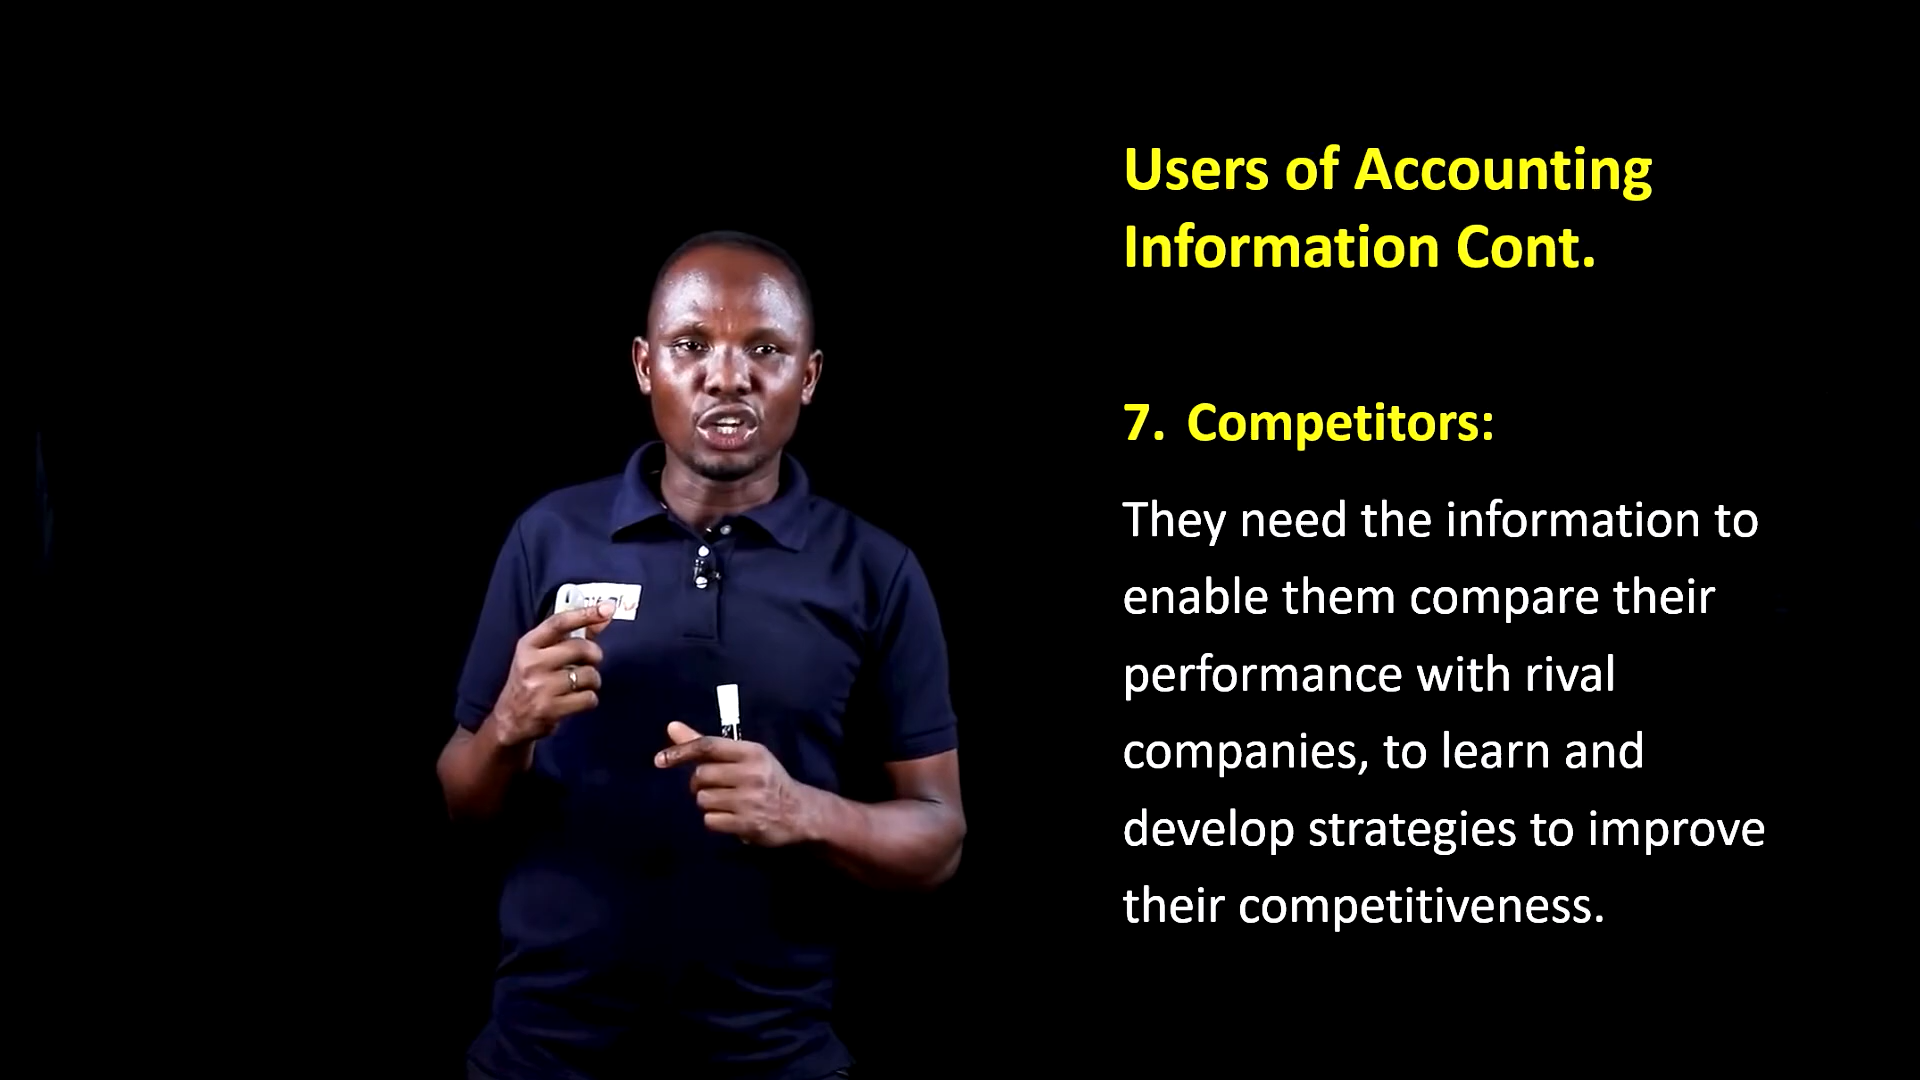 Users of Accounting
Information Cont.
7. Competitors:
They need the information to
enable them compare their
performance with rival
companies, to learn and
develop strategies to improve
their competitiveness.